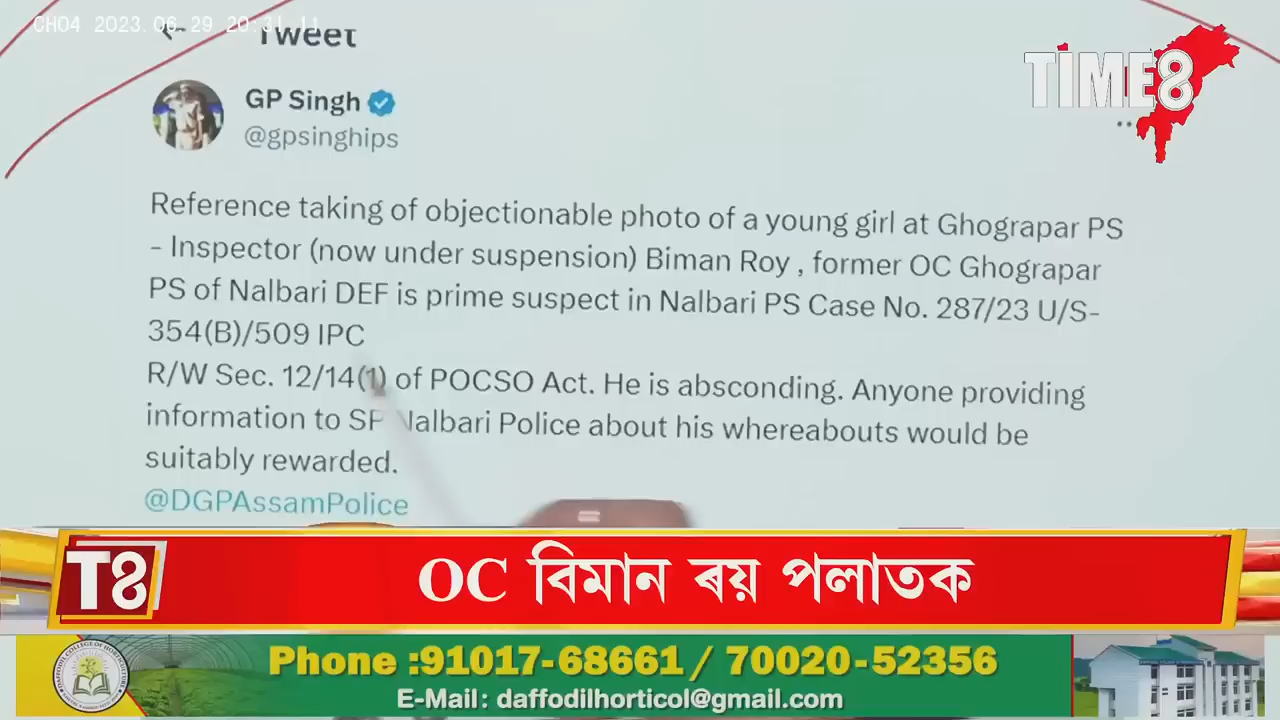 CH04 2023.06.29 20:31:11
Tweet
TIME8
GP Singh
@gpsinghips
Reference taking of objectionable photo of a young girl at Ghograpar PS
- Inspector (now under suspension) Biman Roy , former OC Ghograpar
PS of Nalbari DEF is prime suspect in Nalbari PS Case No. 287/23 U/S-
354(B)/509 IPC
R/W Sec. 12/14(1) of POCSO Act. He is absconding. Anyone providing
information to SP Nalbari Police about his whereabouts would be
suitably rewarded.
@DGPAssamPolice
T8
OC বিমান ৰয় পলাতক
Phone :91017-68661 / 70020-52356
E-Mail : daffodilhorticol@gmail.com